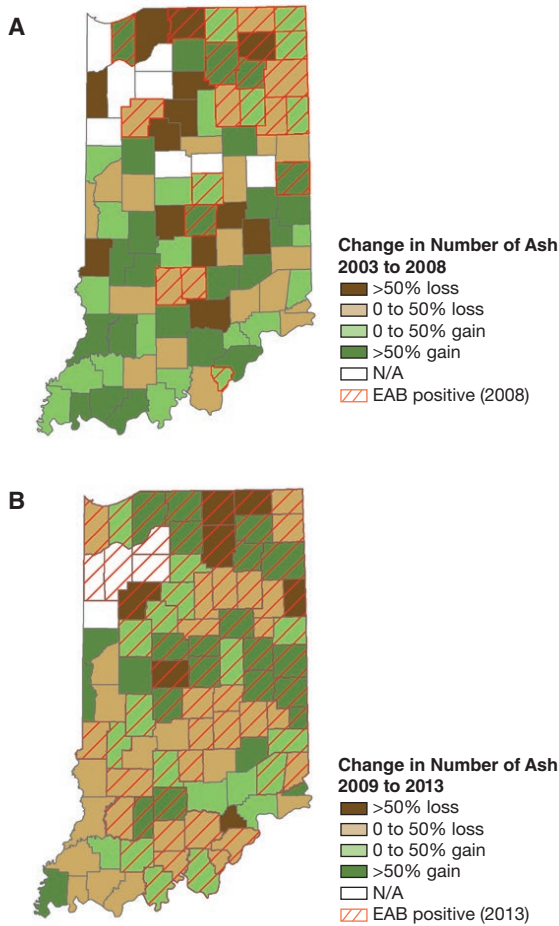 A
Change in Number of Ash
2003 to 2008
>50% loss
0 to 50% loss
0 to 50% gain
>50% gain
N/A
EAB positive (2008)
B
Change in Number of Ash
2009 to 2013
>50% loss
0 to 50% loss
0 to 50% gain
>50% gain
N/A
EAB positive (2013)